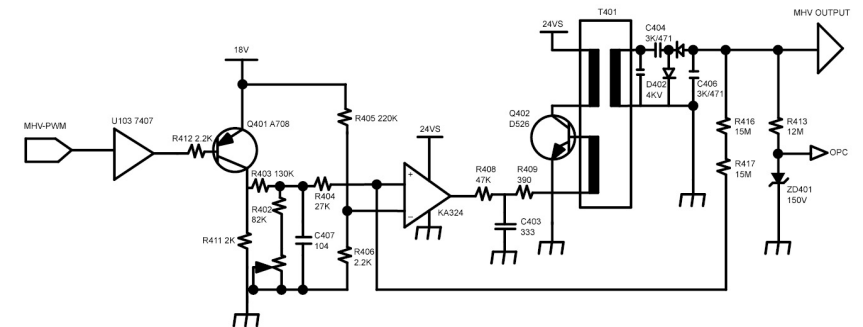 T401
MHV OUTPUT
24VS
C404
3K/471
18V
D402
4KV
C406
3K/471
MHV-PWM
U103 7407
R412 2.2K
Q401 A708
R405 220K
Q402
D526
24VS
R416
15M
R413
12M
OPC
R403 130K
R404
27K
R408
47K
R409
390
R417
15M
ZD401
150V
+
−
KA324
R402
82K
C407
104
C403
333
R411 2K
R406
2.2K